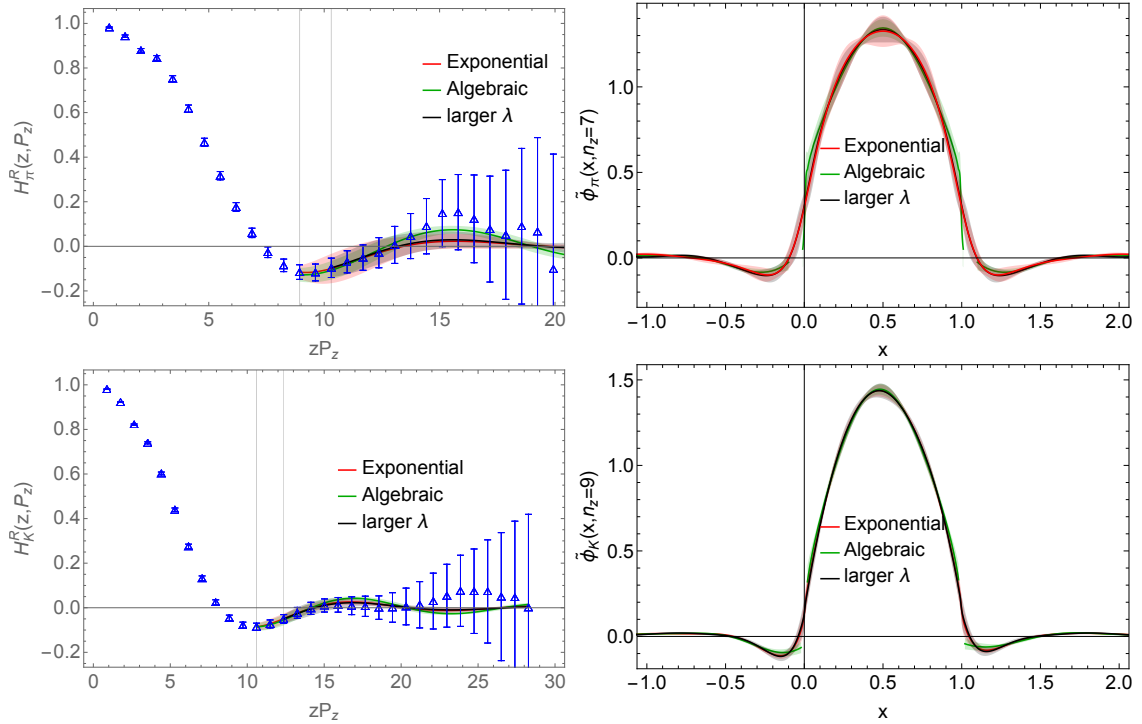 1.0
0.8
0.6
0.4
0.2
0.0
−0.2
H_π^R(z,P_z)
Exponential
Algebraic
larger λ
0
5
10
15
20
zP_z
1.0
0.5
0.0
ϕ̃_π(x,n_z=7)
Exponential
Algebraic
larger λ
−1.0
−0.5
0.0
0.5
1.0
1.5
2.0
x
1.0
0.8
0.6
0.4
0.2
0.0
−0.2
H_K^R(z,P_z)
Exponential
Algebraic
larger λ
0
5
10
15
20
25
30
zP_z
1.5
1.0
0.5
0.0
ϕ̃_K(x,n_z=9)
Exponential
Algebraic
larger λ
−1.0
−0.5
0.0
0.5
1.0
1.5
2.0
x